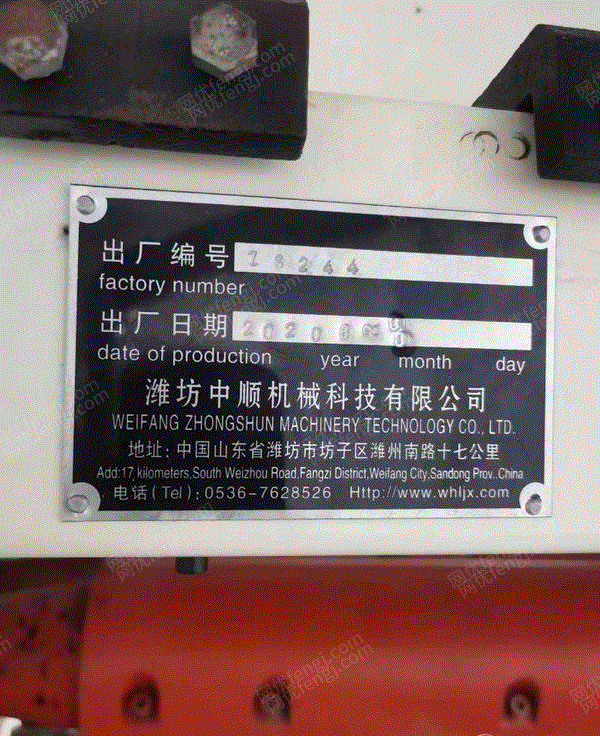 出厂编号
factory number
出厂日期
date of production year month day
潍坊中顺机械科技有限公司
WEIFANG ZHONGSHUN MACHINERY TECHNOLOGY CO., LTD.
地址: 中国山东省潍坊市坊子区潍州南路十七公里
Add:17 kilometers,South Weizhou Road,Fangzi District,Weifang City,Sandong Prov.,China
电话(Tel): 0536-7628526 Http://www.whljx.com